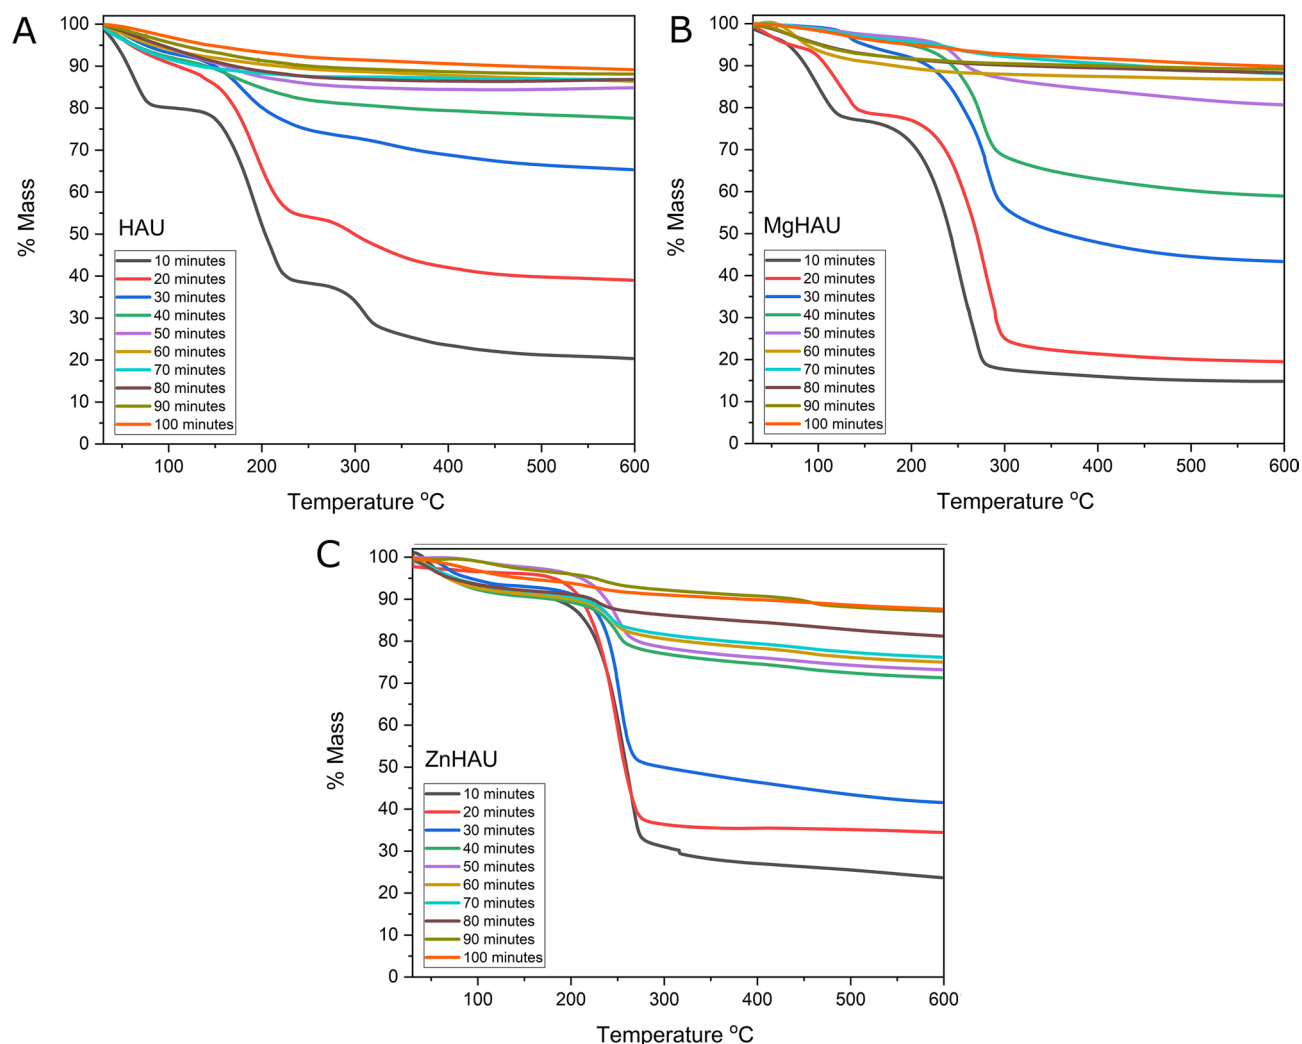 A
100
90
80
70
60
50
40
30
20
10
0
% Mass
HAU
10 minutes
20 minutes
30 minutes
40 minutes
50 minutes
60 minutes
70 minutes
80 minutes
90 minutes
100 minutes
100 200 300 400 500 600
Temperature °C
B
100
90
80
70
60
50
40
30
20
10
0
% Mass
MgHAU
10 minutes
20 minutes
30 minutes
40 minutes
50 minutes
60 minutes
70 minutes
80 minutes
90 minutes
100 minutes
100 200 300 400 500 600
Temperature °C
C
100
90
80
70
60
50
40
30
20
10
0
% Mass
ZnHAU
10 minutes
20 minutes
30 minutes
40 minutes
50 minutes
60 minutes
70 minutes
80 minutes
90 minutes
100 minutes
100 200 300 400 500 600
Temperature °C